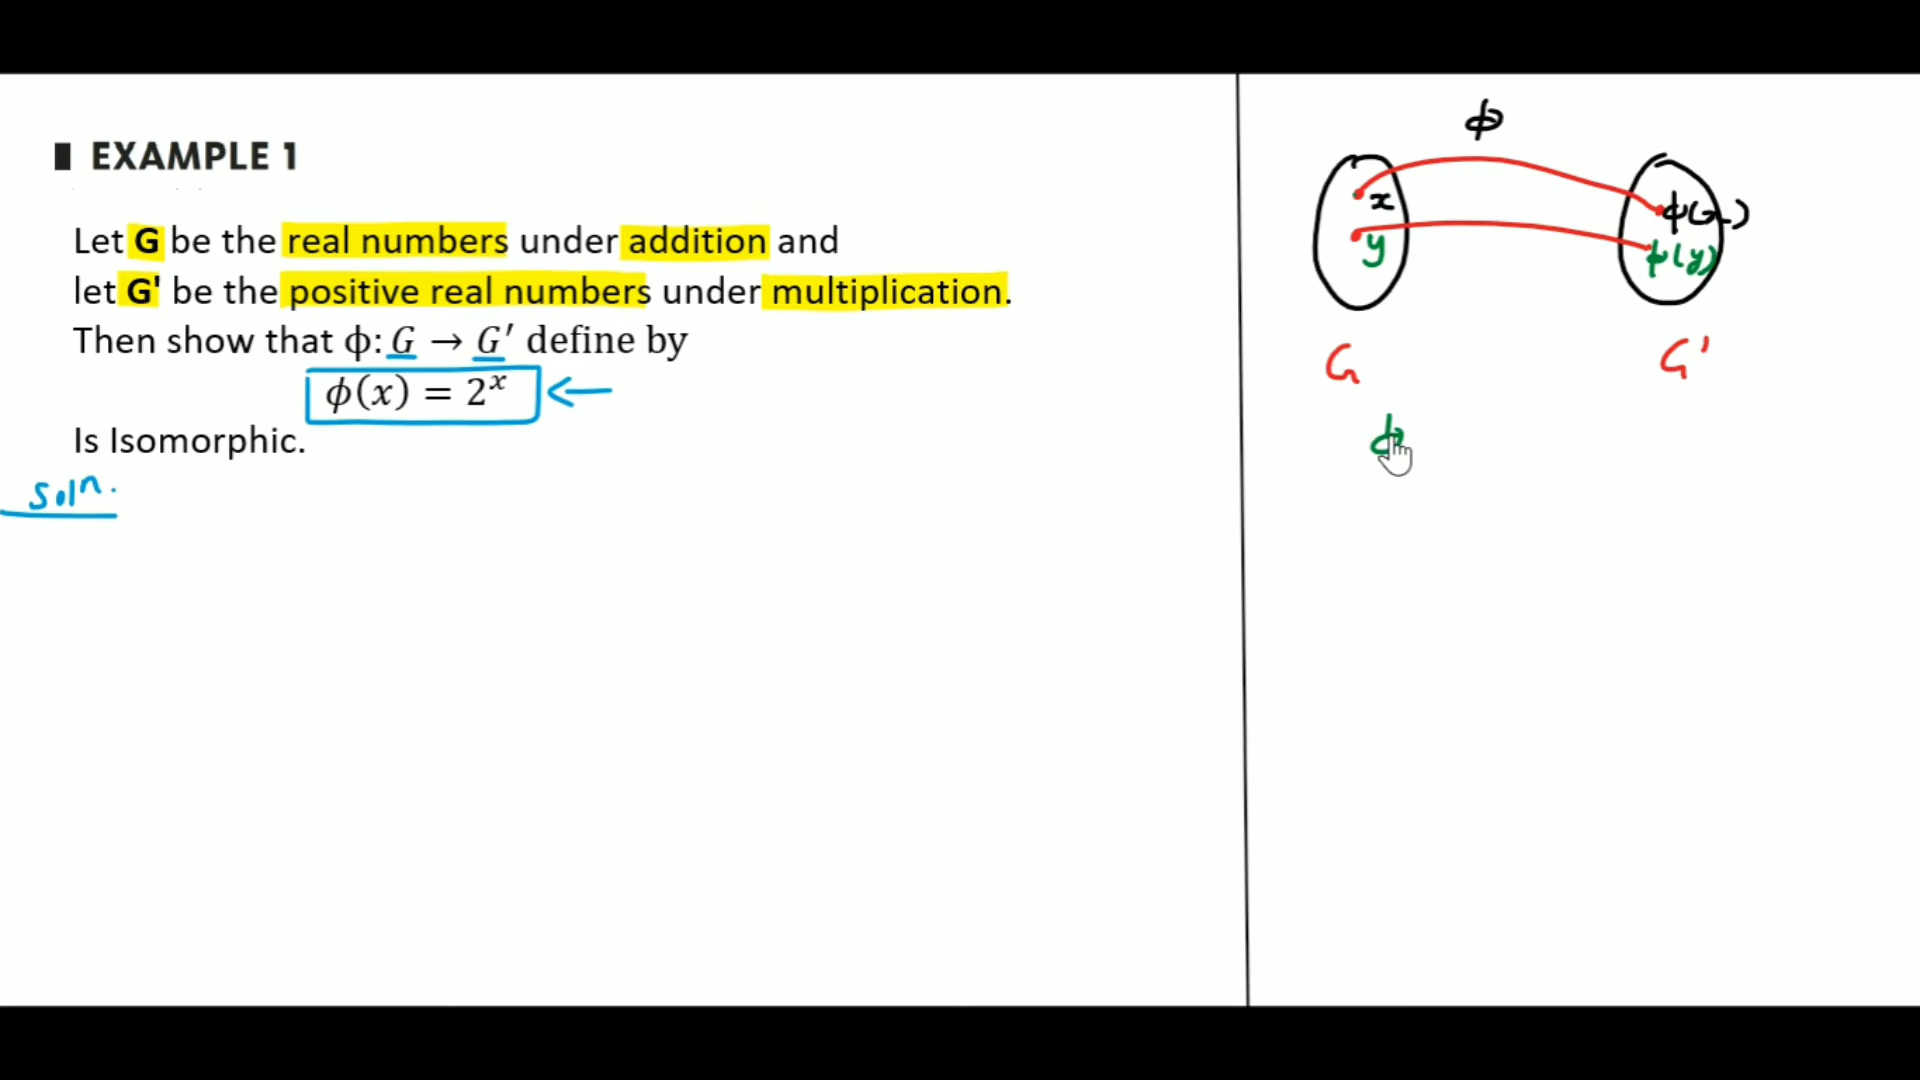 EXAMPLE 1
Let G be the real numbers under addition and
let G' be the positive real numbers under multiplication.
Then show that ϕ: G → G′ define by
ϕ(x) = 2ˣ
Is Isomorphic.
Solⁿ.
ϕ
x
y
ϕ(x)
ϕ(y)
G
G'
ϕ